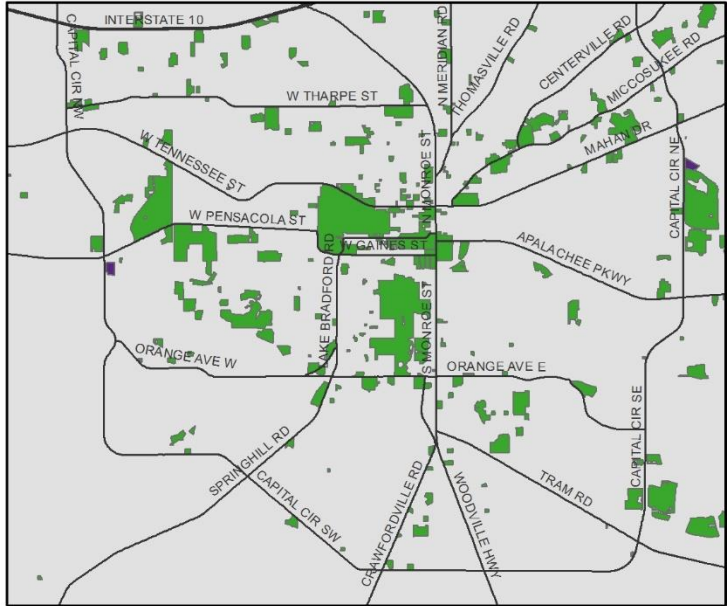 INTERSTATE 10
CAPITAL CIR NW
N MERIDIAN RD
THOMASVILLE RD
CENTERVILLE RD
MICCOSUKEE RD
W THARPE ST
MAHAN DR
W TENNESSEE ST
N MONROE ST
CAPITAL CIR NE
W PENSACOLA ST
W GAINES ST
APALACHEE PKWY
LAKE BRADFORD RD
S MONROE ST
ORANGE AVE W
ORANGE AVE E
CAPITAL CIR SE
SPRINGHILL RD
CAPITAL CIR SW
CRAWFORDVILLE RD
WOODVILLE HWY
TRAM RD